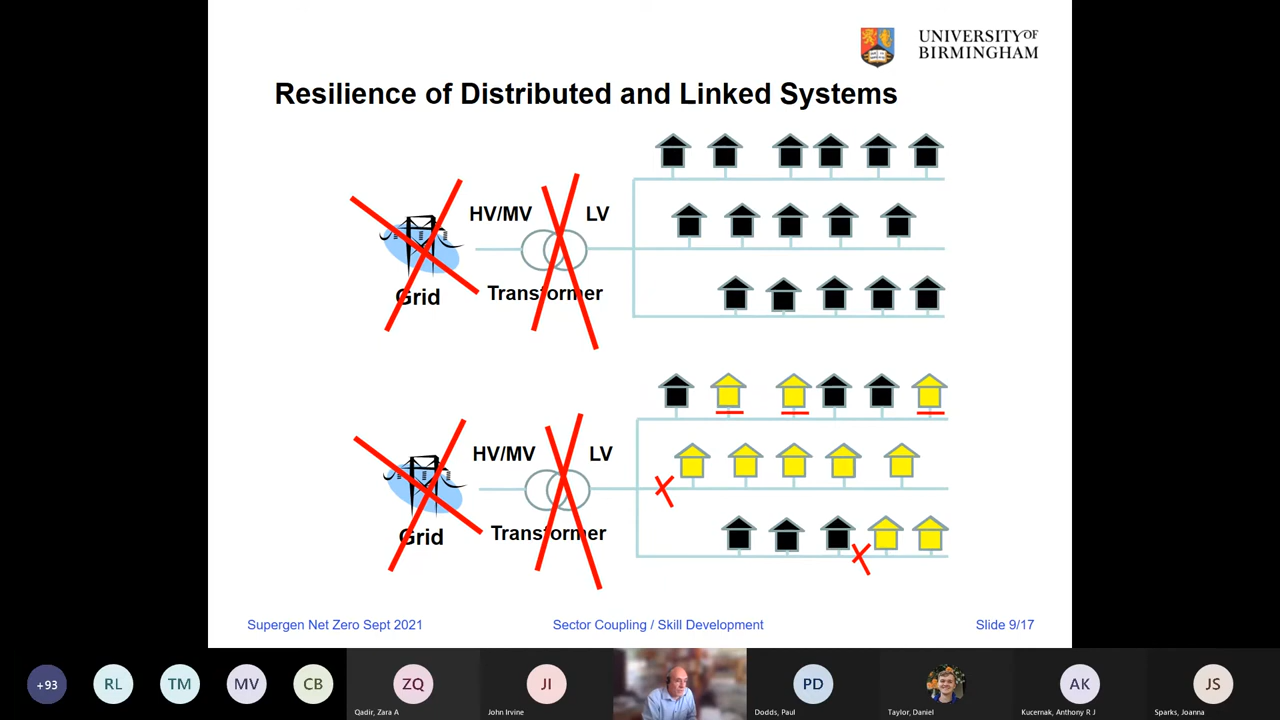 UNIVERSITYOF
BIRMINGHAM
Resilience of Distributed and Linked Systems
HV/MV
LV
Grid
Transformer
HV/MV
LV
Grid
Transformer
Supergen Net Zero Sept 2021
Sector Coupling / Skill Development
Slide 9/17
+93
RL
TM
MV
CB
ZQ
Qadir, Zara A
JI
John Irvine
PD
Dodds, Paul
Taylor, Daniel
AK
Kucernak, Anthony R J
JS
Sparks, Joanna